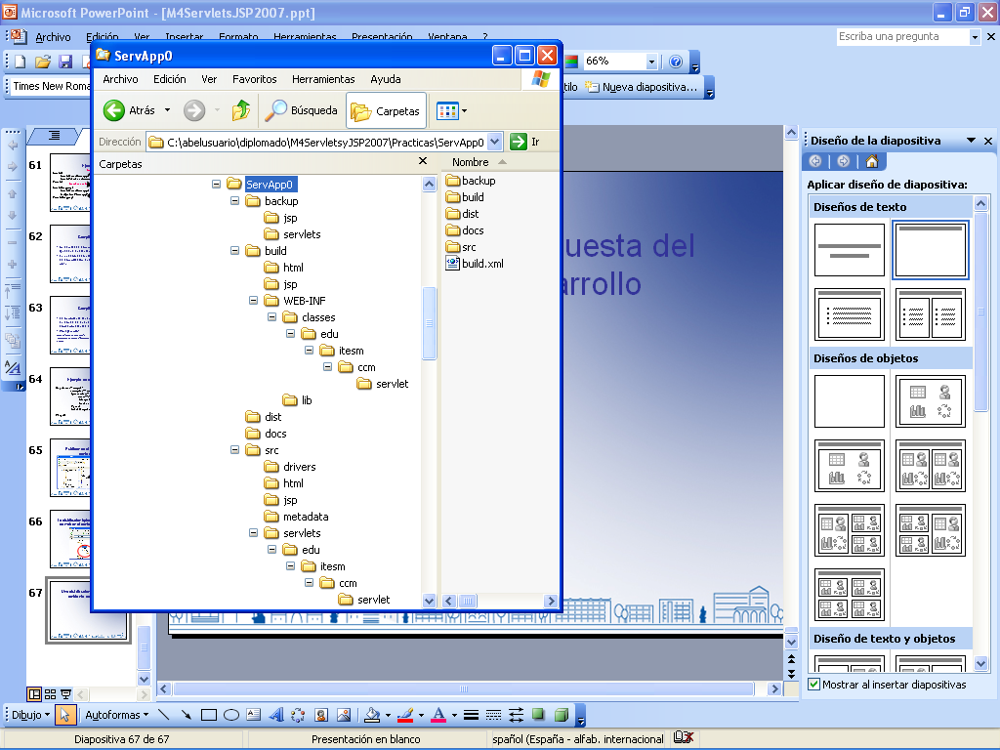 Microsoft PowerPoint - [M4ServletsJSP2007.ppt]
Archivo Edición Ver Insertar Formato Herramientas Presentación Ventana ?
Escriba una pregunta
66%
Times New Roma
tilo Nueva diapositiva...
ServApp0
Archivo Edición Ver Favoritos Herramientas Ayuda
Atrás Búsqueda Carpetas
Dirección C:\abelusuario\diplomado\M4ServletsyJSP2007\Practicas\ServApp0 Ir
Carpetas
ServApp0
backup
jsp
servlets
build
html
jsp
WEB-INF
classes
edu
itesm
ccm
servlet
lib
dist
docs
src
drivers
html
jsp
metadata
servlets
edu
itesm
ccm
servlet
Nombre
backup
build
dist
docs
src
build.xml
uesta del
arrollo
61
62
63
64
65
66
67
Diseño de la diapositiva
Aplicar diseño de diapositiva:
Diseños de texto
Diseños de objetos
Diseño de texto y objetos
Mostrar al insertar diapositivas
Dibujo Autoformas
Diapositiva 67 de 67 Presentación en blanco spañol (España - alfab. internacional